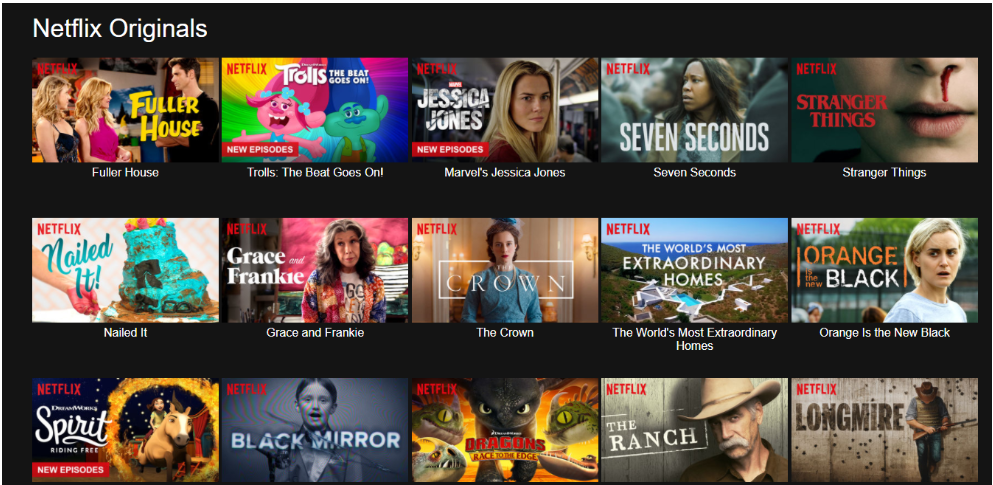 Netflix Originals
NETFLIX
FULLER
HOUSE
NETFLIX
DREAMWORKS
Trolls THE BEAT
GOES ON!
NEW EPISODES
NETFLIX
MARVEL
JESSICA
JONES
NEW EPISODES
NETFLIX
SEVEN SECONDS
NETFLIX
STRANGER
THINGS
Fuller House
Trolls: The Beat Goes On!
Marvel's Jessica Jones
Seven Seconds
Stranger Things
NETFLIX
Nailed
It!
NETFLIX
Grace and
Frankie
NETFLIX
THE
CROWN
NETFLIX
THE WORLD'S MOST
EXTRAORDINARY
HOMES
NETFLIX
ORANGE
is the new BLACK
Nailed It
Grace and Frankie
The Crown
The World's Most Extraordinary
Homes
Orange Is the New Black
NETFLIX
DREAMWORKS
Spirit
RIDING FREE
NEW EPISODES
NETFLIX
BLACK MIRROR
NETFLIX
DRAGONS
RACE TO THE EDGE
NETFLIX
THE
RANCH
NETFLIX
LONGMIRE